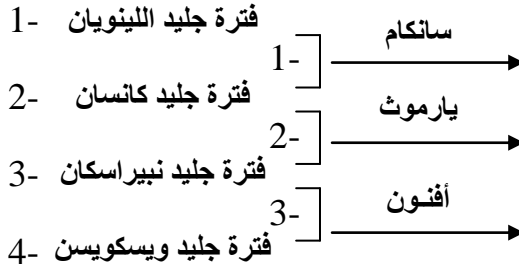 1- فترة جليد اللينويان
1- سانكام
2- فترة جليد كانسان
2- يارموث
3- فترة جليد نبيراسكان
3- أفنـون
4- فترة جليد ويسكويسن